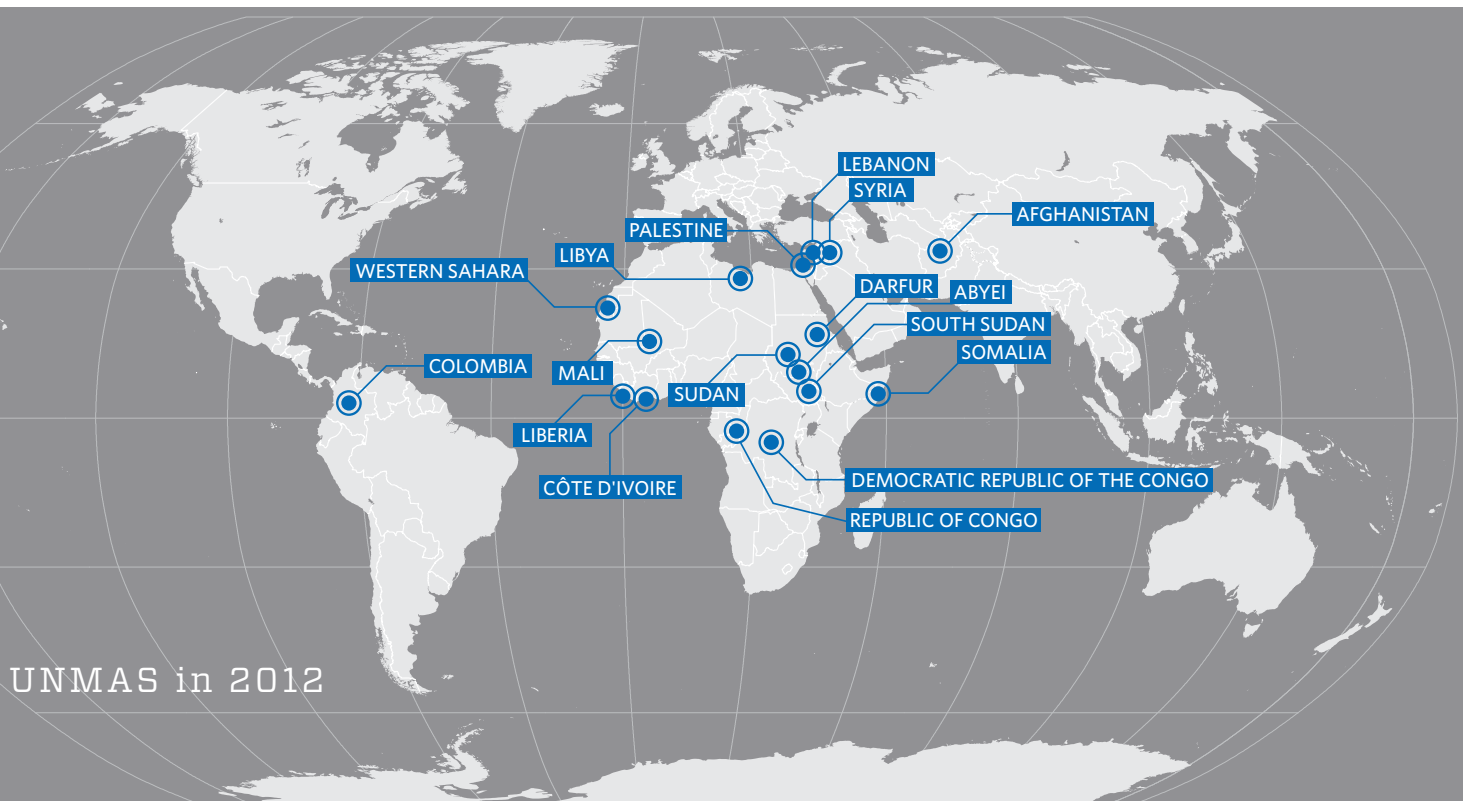 LEBANON
SYRIA
AFGHANISTAN
PALESTINE
LIBYA
WESTERN SAHARA
DARFUR
ABYEI
SOUTH SUDAN
SOMALIA
COLOMBIA
MALI
SUDAN
LIBERIA
CÔTE D'IVOIRE
DEMOCRATIC REPUBLIC OF THE CONGO
REPUBLIC OF CONGO
UNMAS in 2012